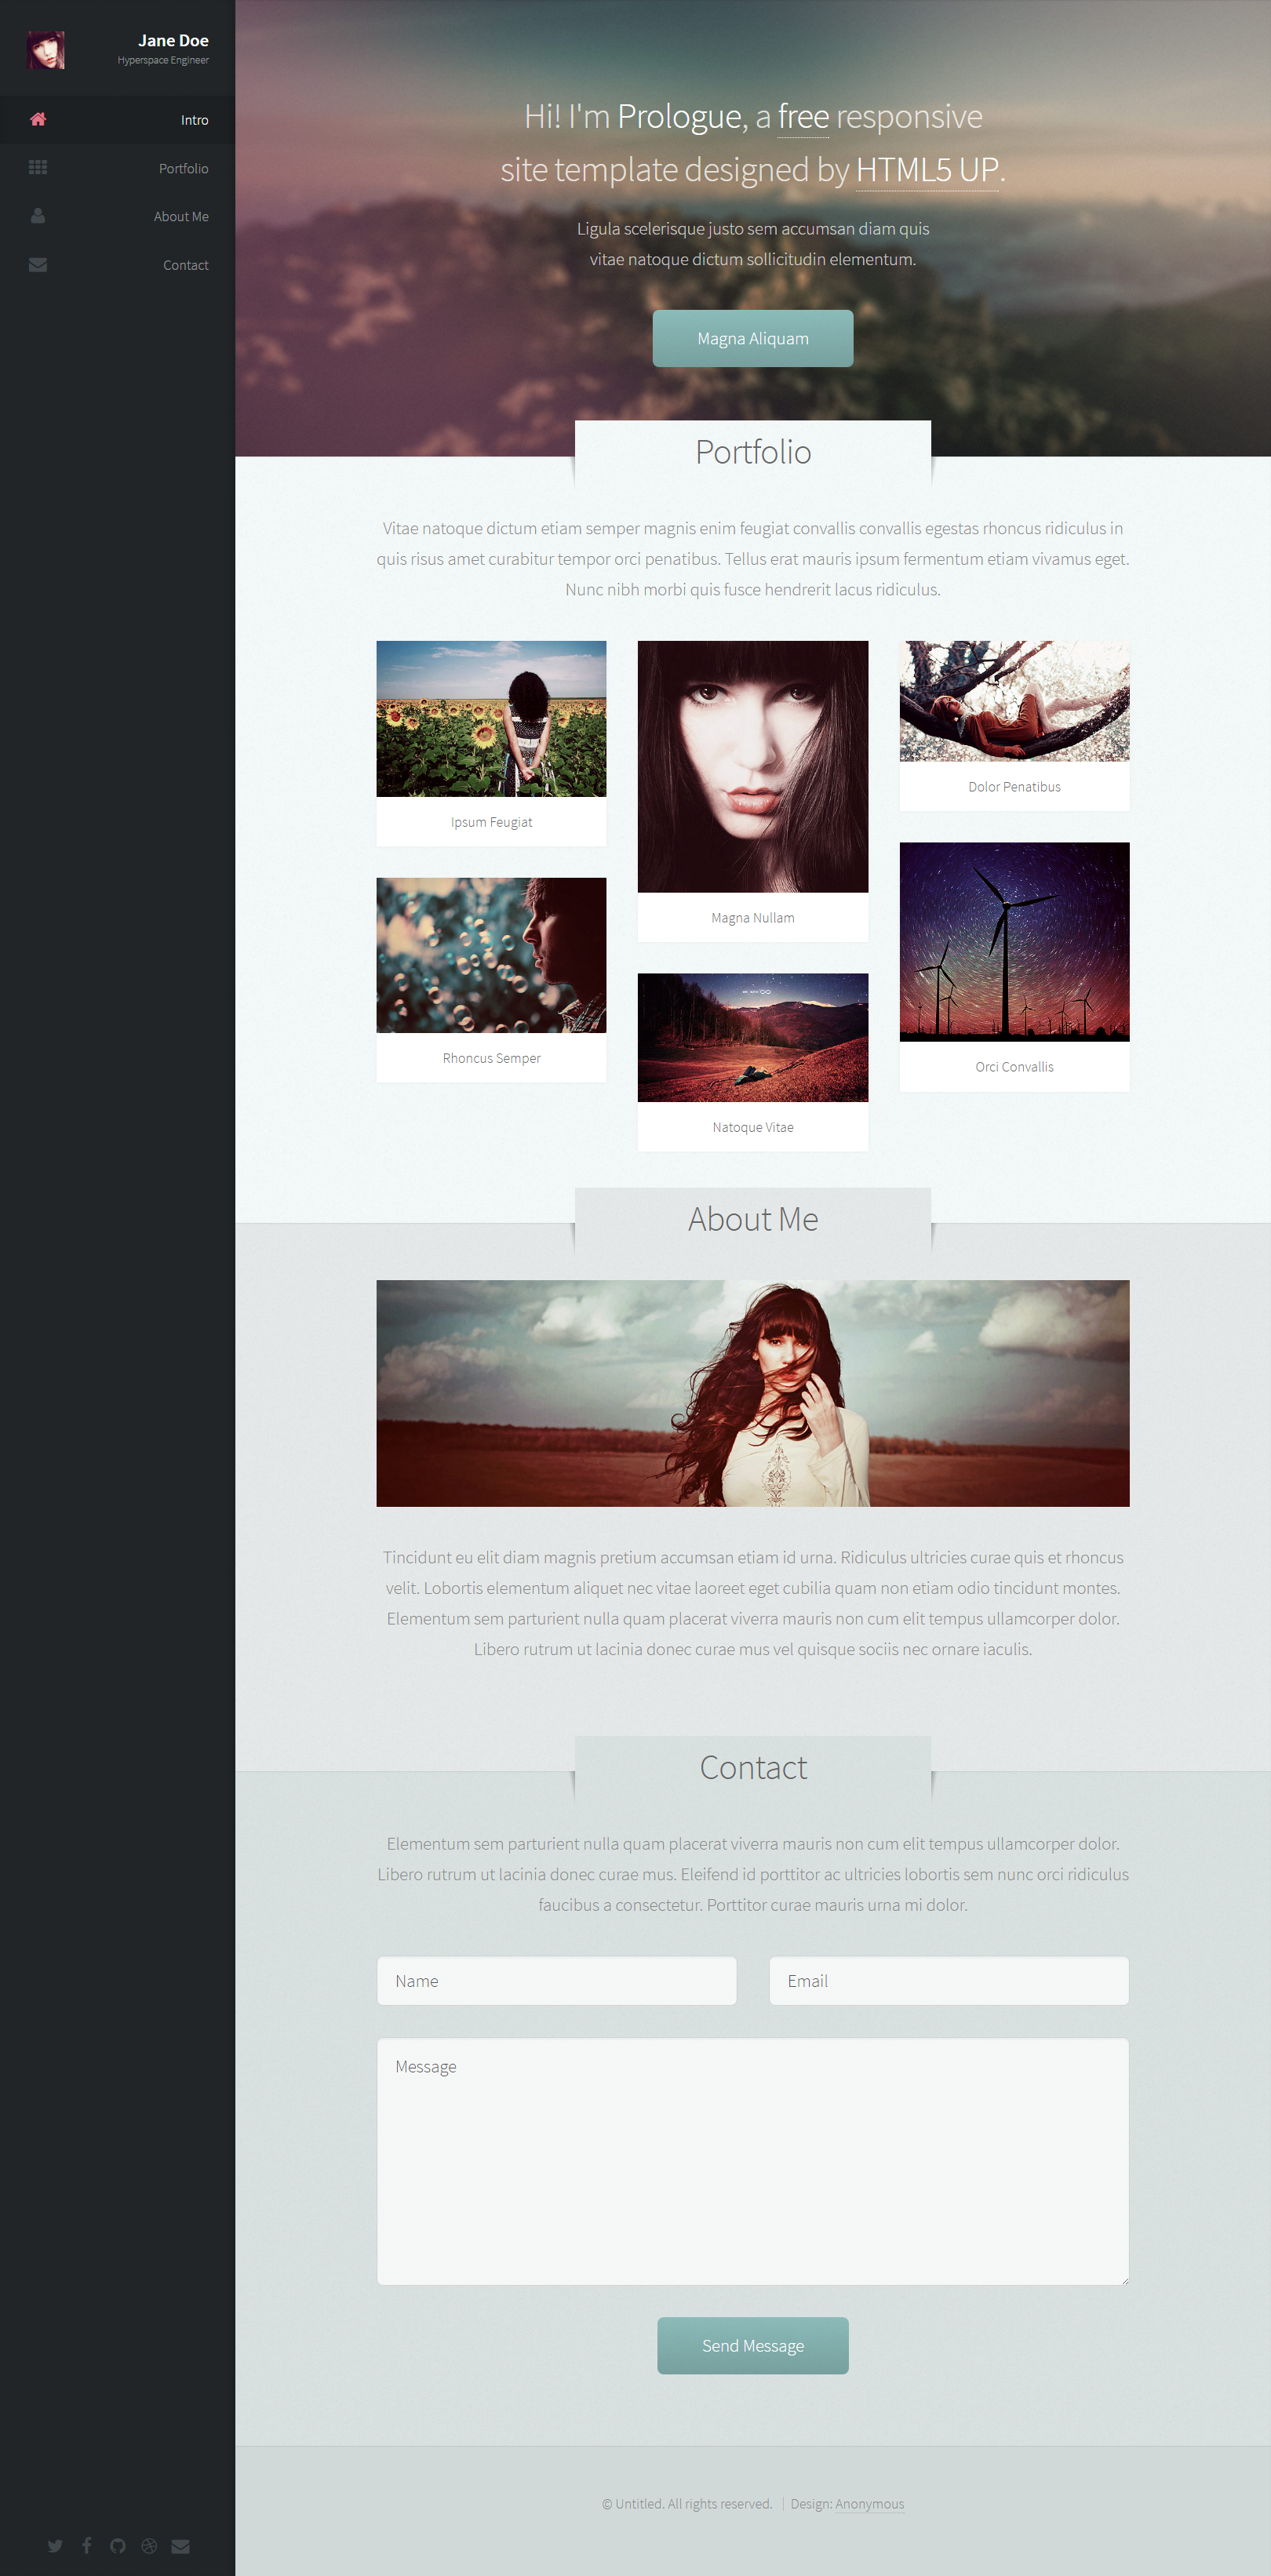 Jane Doe
Hyperspace Engineer
Intro
Portfolio
About Me
Contact
Hi! I'm Prologue, a free responsive
site template designed by HTML5 UP.
Ligula scelerisque justo sem accumsan diam quis
vitae natoque dictum sollicitudin elementum.
Magna Aliquam
Portfolio
Vitae natoque dictum etiam semper magnis enim feugiat convallis convallis egestas rhoncus ridiculus in
quis risus amet curabitur tempor orci penatibus. Tellus erat mauris ipsum fermentum etiam vivamus eget.
Nunc nibh morbi quis fusce hendrerit lacus ridiculus.
Ipsum Feugiat
Rhoncus Semper
Magna Nullam
Natoque Vitae
Dolor Penatibus
Orci Convallis
About Me
Tincidunt eu elit diam magnis pretium accumsan etiam id urna. Ridiculus ultricies curae quis et rhoncus
velit. Lobortis elementum aliquet nec vitae laoreet eget cubilia quam non etiam odio tincidunt montes.
Elementum sem parturient nulla quam placerat viverra mauris non cum elit tempus ullamcorper dolor.
Libero rutrum ut lacinia donec curae mus vel quisque sociis nec ornare iaculis.
Contact
Elementum sem parturient nulla quam placerat viverra mauris non cum elit tempus ullamcorper dolor.
Libero rutrum ut lacinia donec curae mus. Eleifend id porttitor ac ultricies lobortis sem nunc orci ridiculus
faucibus a consectetur. Porttitor curae mauris urna mi dolor.
Name
Email
Message
Send Message
© Untitled. All rights reserved. | Design: Anonymous